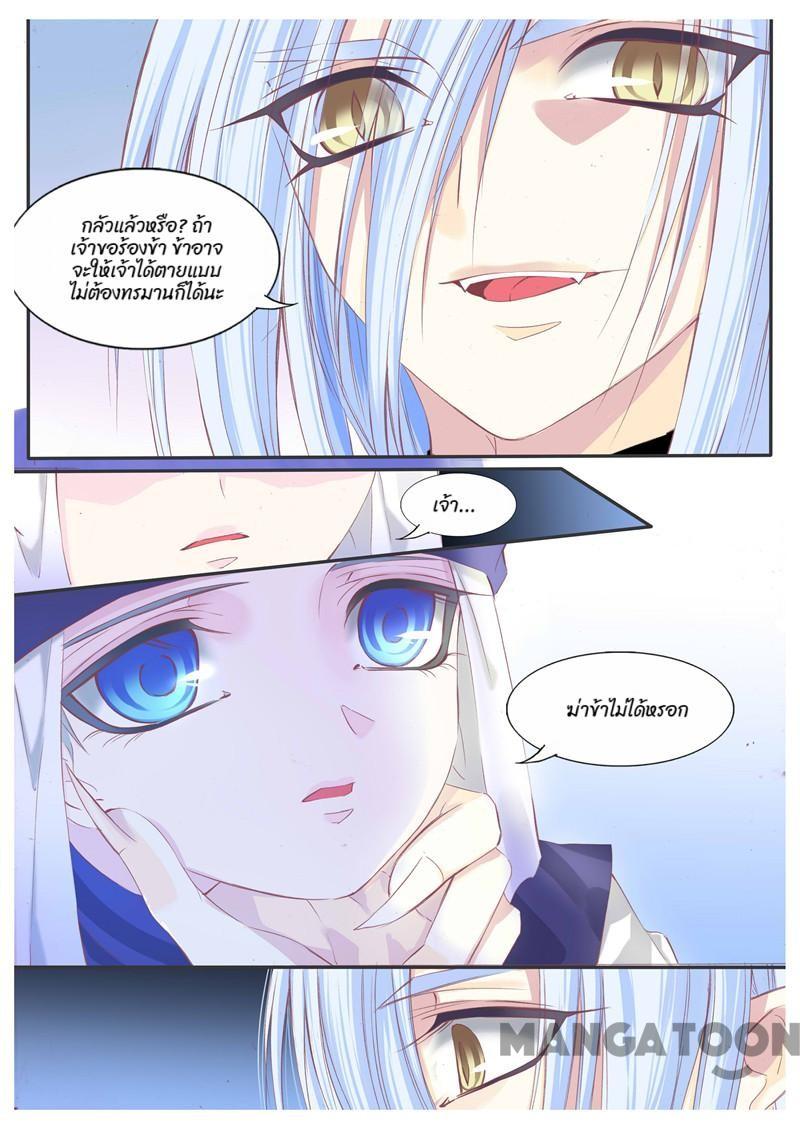 กลัวแล้วหรือ? ถ้า
เจ้าขอร้องข้า ข้าอาจ
จะให้เจ้าได้ตายแบบ
ไม่ต้องทรมานก็ได้นะ
เจ้า...
ฆ่าข้าไม่ได้หรอก
MANGATOON